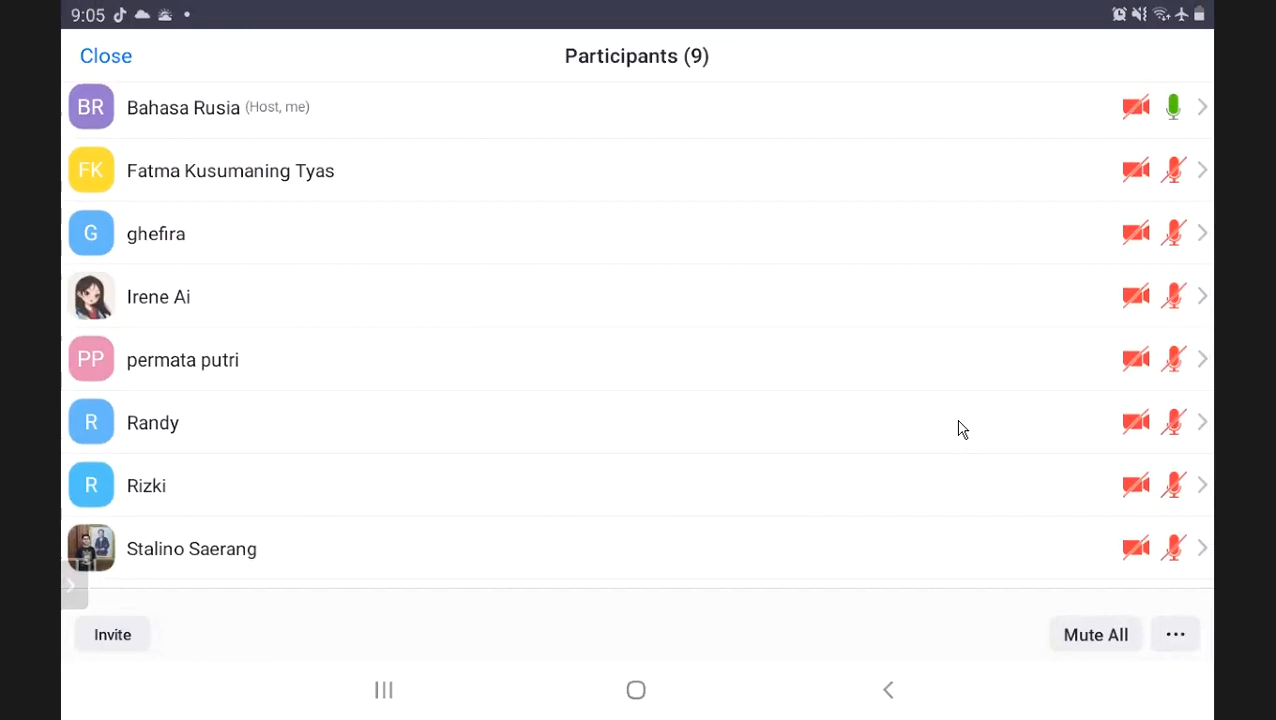 9:05
Close
Participants (9)
BR Bahasa Rusia (Host, me)
FK Fatma Kusumaning Tyas
G ghefira
Irene Ai
PP permata putri
R Randy
R Rizki
Stalino Saerang
Invite
Mute All